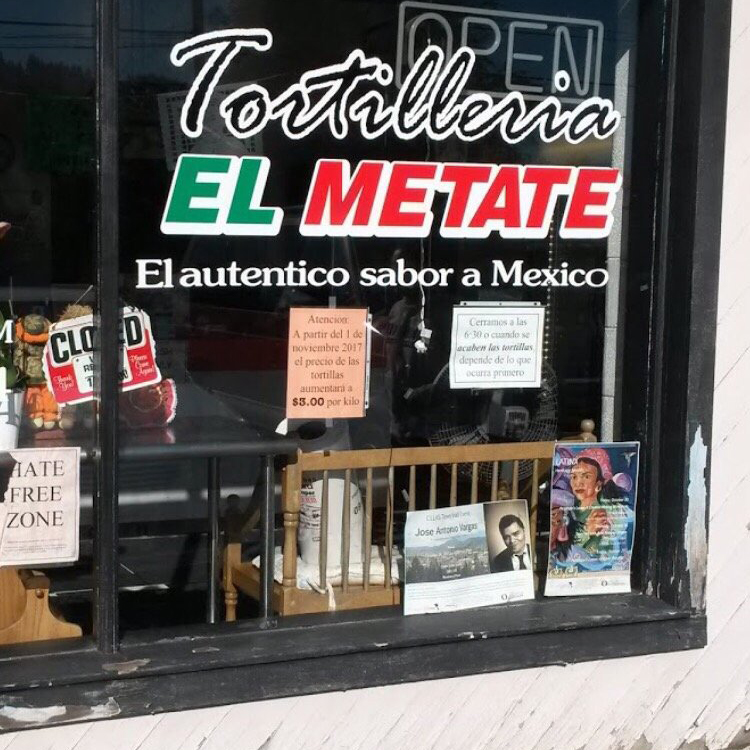 OPEN
Tortilleria
EL METATE
El autentico sabor a Mexico
CLOSED
Atencion:
A partir del 1 de
noviembre 2017
el precio de las
tortillas
aumentará a
$3.00 por kilo
Cerramos a las
6:30 o cuando se
acaben las tortillas,
depende de lo que
ocurra primero
HATE
FREE
ZONE
Jose Antonio Vargas
LATINX